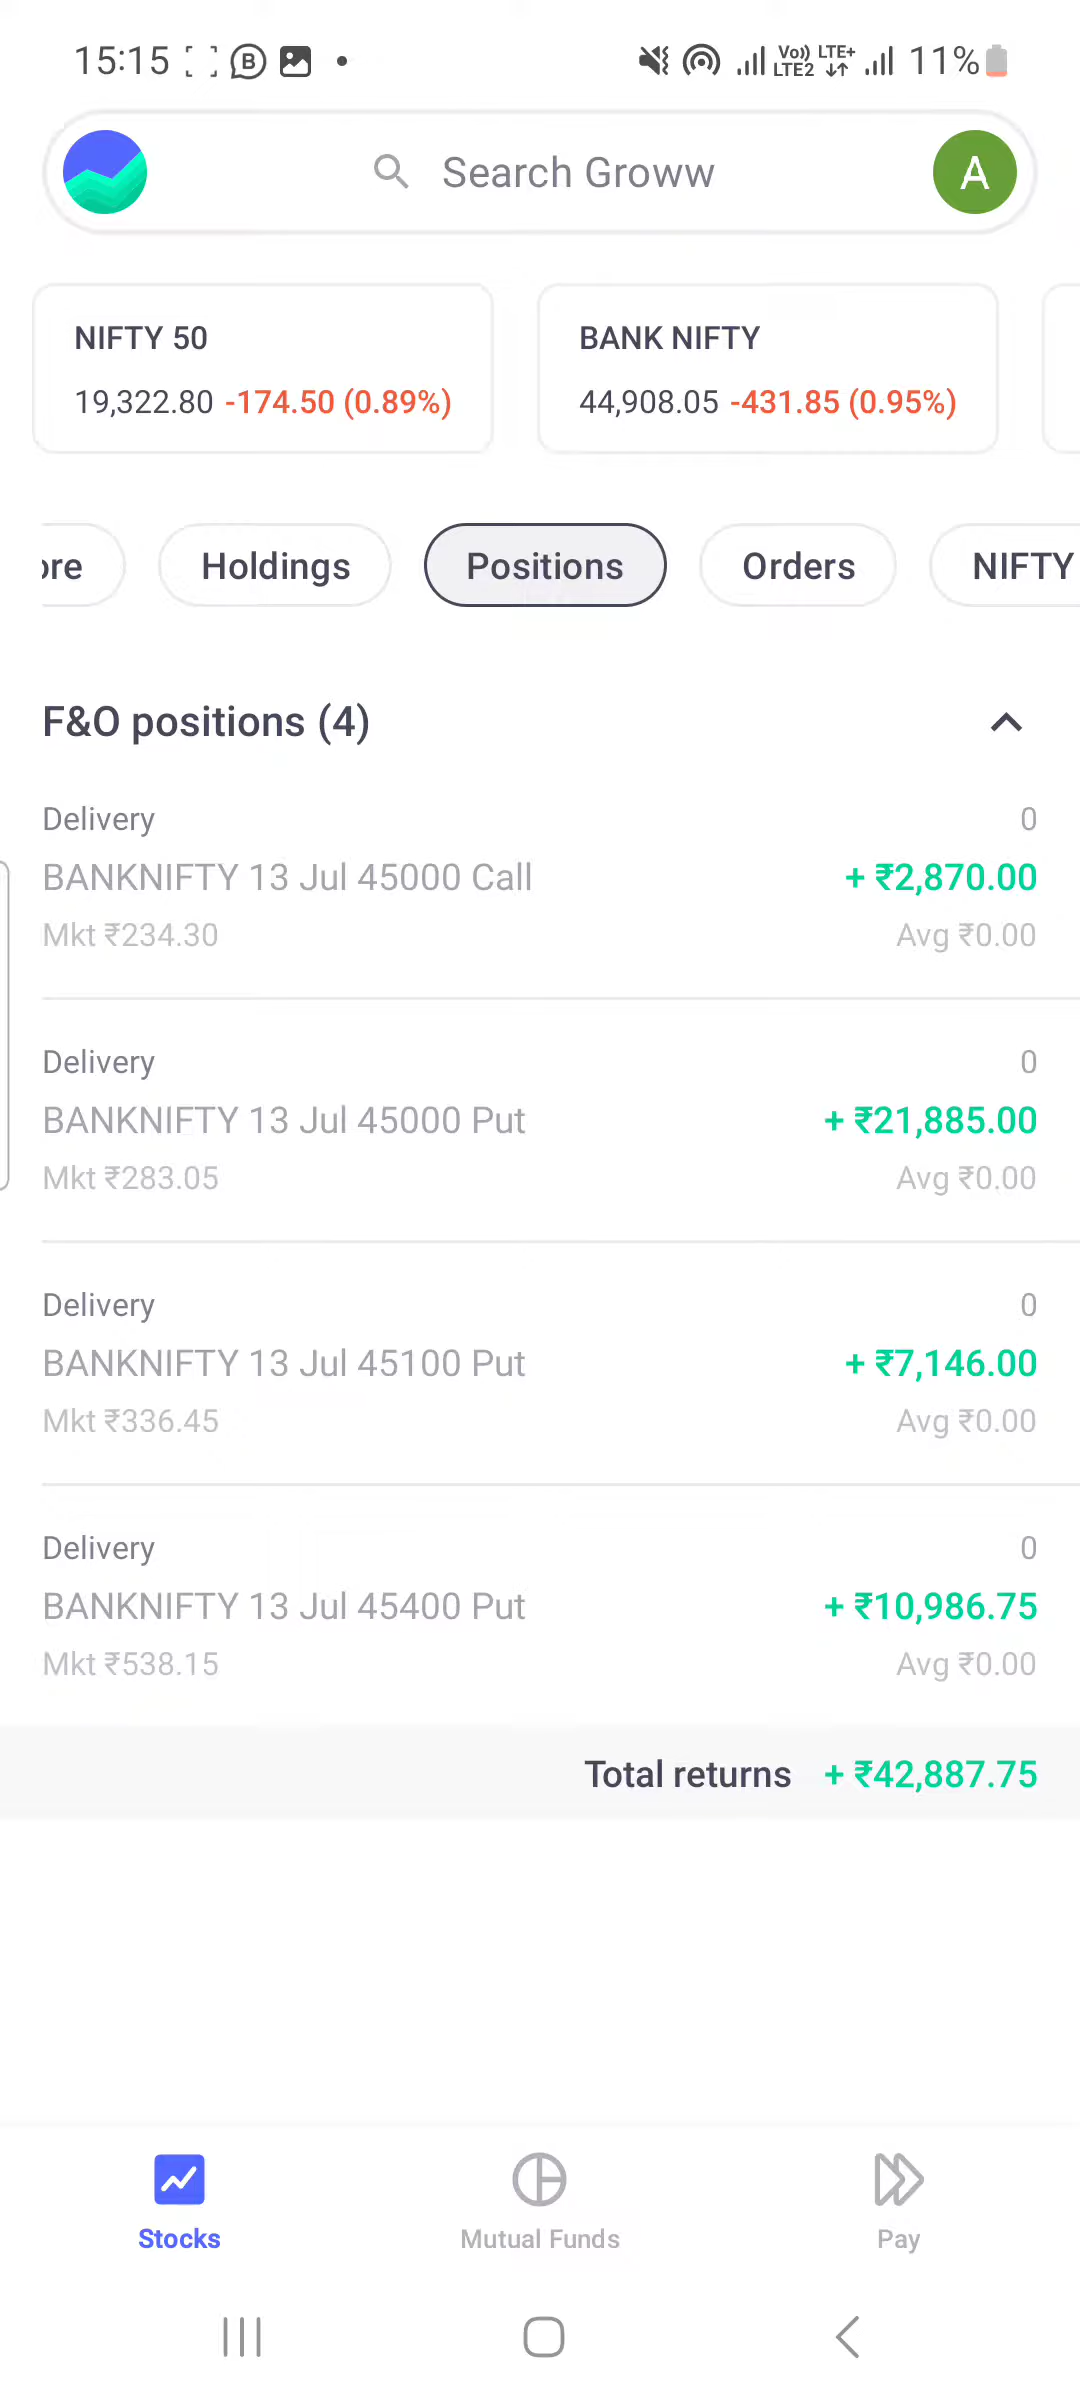 15:15 B Vo)) LTE2 LTE+ 11%
Search Groww A
NIFTY 50 BANK NIFTY
19,322.80 -174.50 (0.89%) 44,908.05 -431.85 (0.95%)
ore Holdings Positions Orders NIFTY
F&O positions (4)
Delivery 0
BANKNIFTY 13 Jul 45000 Call + ₹2,870.00
Mkt ₹234.30 Avg ₹0.00
Delivery 0
BANKNIFTY 13 Jul 45000 Put + ₹21,885.00
Mkt ₹283.05 Avg ₹0.00
Delivery 0
BANKNIFTY 13 Jul 45100 Put + ₹7,146.00
Mkt ₹336.45 Avg ₹0.00
Delivery 0
BANKNIFTY 13 Jul 45400 Put + ₹10,986.75
Mkt ₹538.15 Avg ₹0.00
Total returns + ₹42,887.75
Stocks Mutual Funds Pay